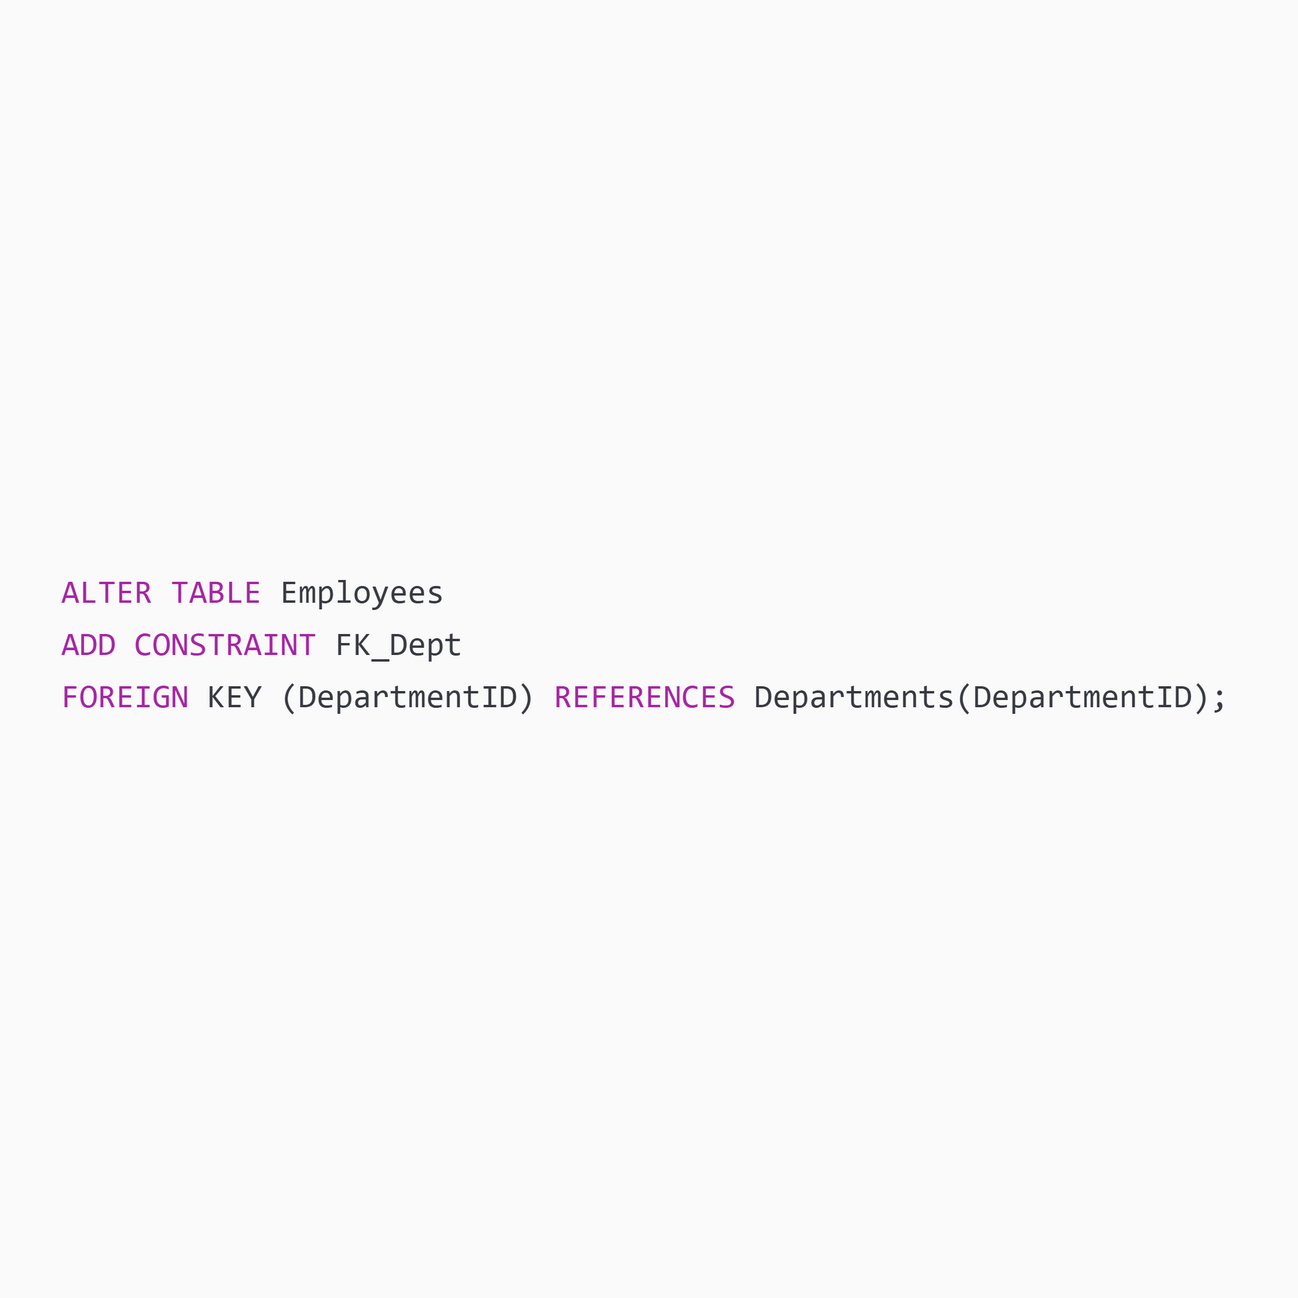 ALTER TABLE Employees
ADD CONSTRAINT FK_Dept
FOREIGN KEY (DepartmentID) REFERENCES Departments(DepartmentID);